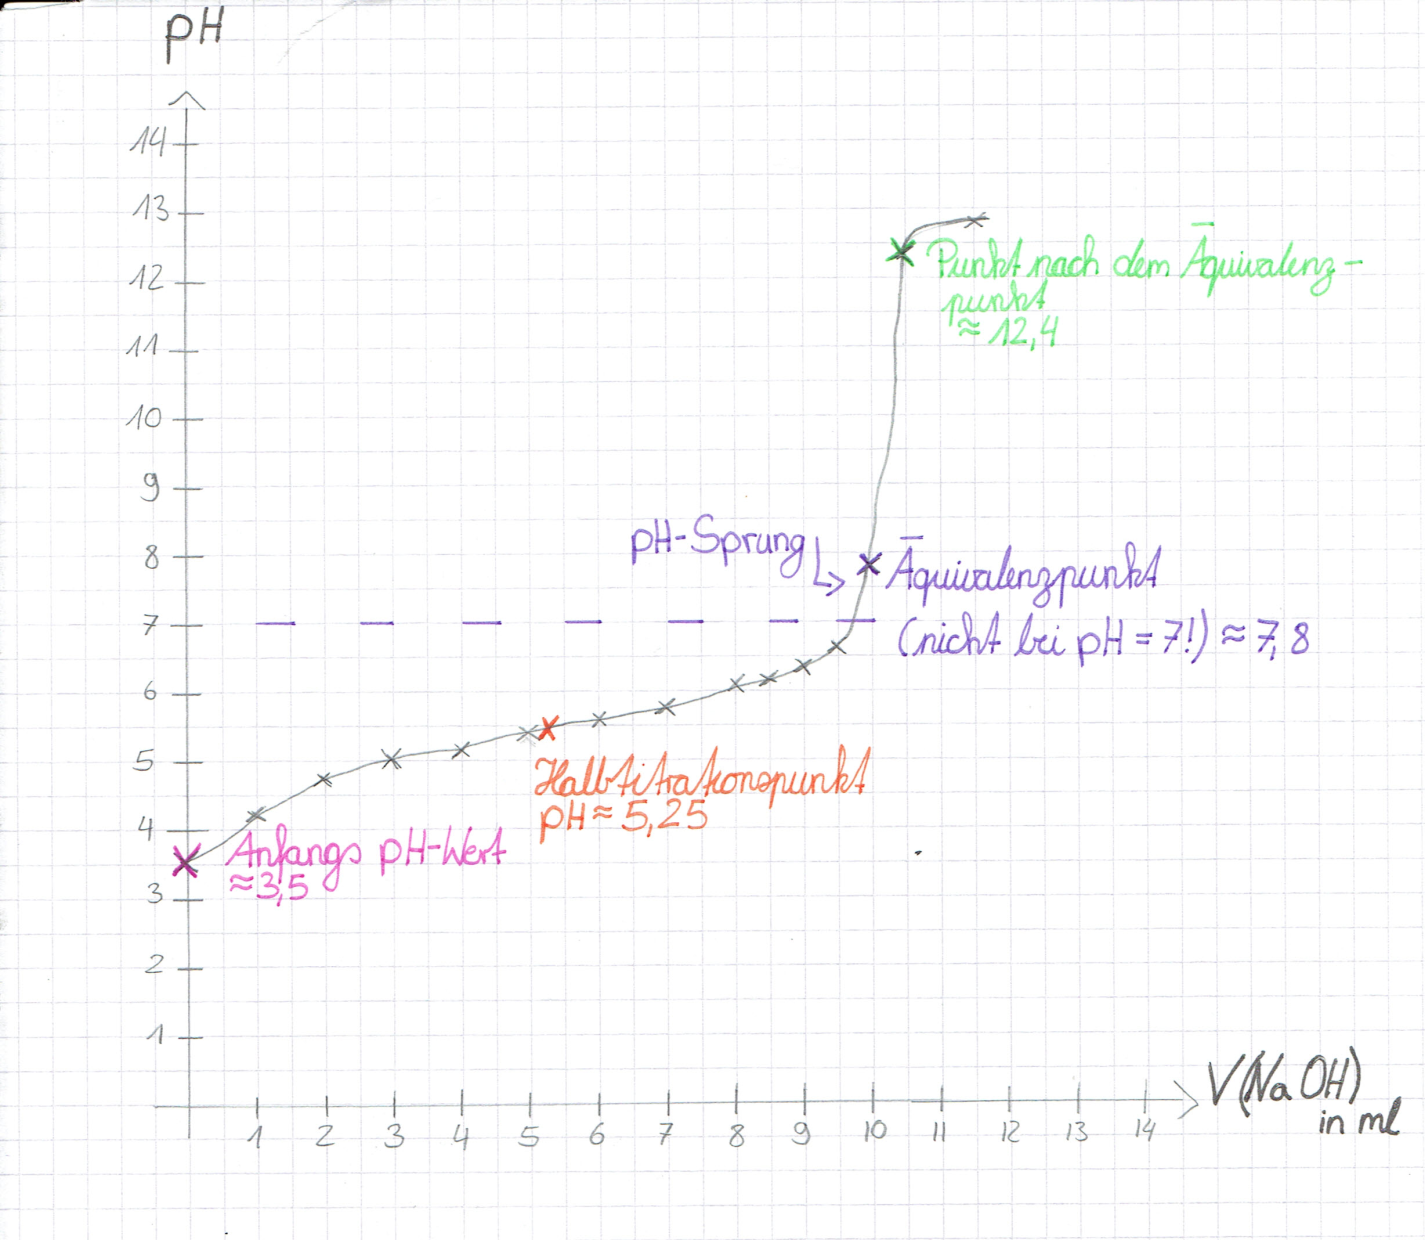 pH
14
13
12
11
10
9
8
7
6
5
4
3
2
1
Punkt nach dem Äquivalenz-
punkt
≈ 12,4
pH-Sprung
Äquivalenzpunkt
(nicht bei pH = 7!) ≈ 7,8
Halbtitrationspunkt
pH ≈ 5,25
Anfangs pH-Wert
≈ 3,5
1 2 3 4 5 6 7 8 9 10 11 12 13 14
V(NaOH)
in ml